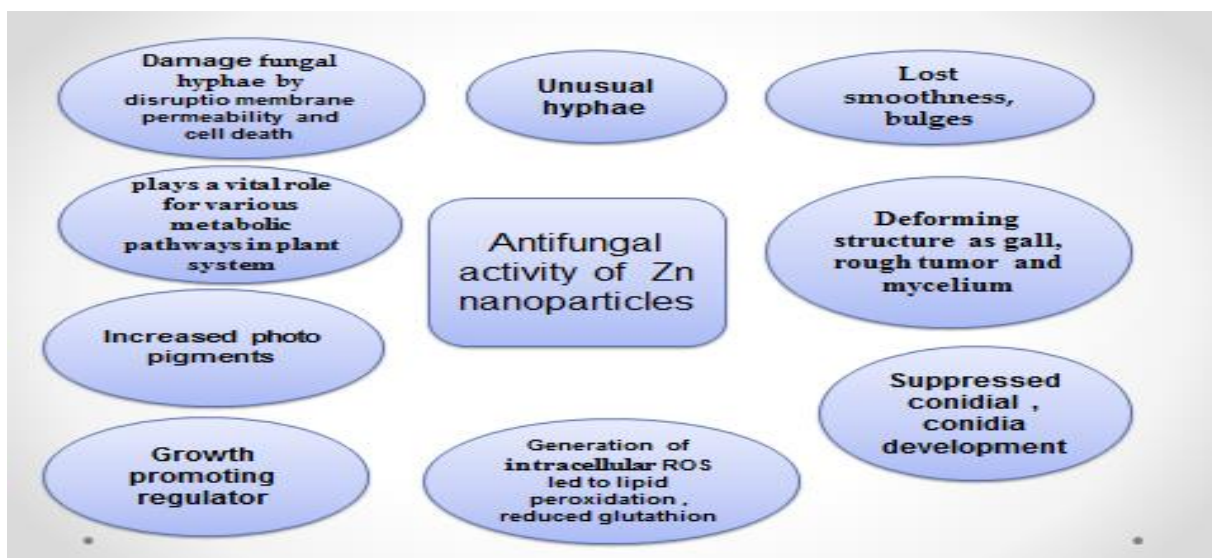 Damage fungal
hyphae by
disruptio membrane
permeability and
cell death
Unusual
hyphae
Lost
smoothness,
bulges
plays a vital role
for various
metabolic
pathways in plant
system
Antifungal
activity of Zn
nanoparticles
Deforming
structure as gall,
rough tumor and
mycelium
Increased photo
pigments
Suppressed
conidial ,
conidia
development
Growth
promoting
regulator
Generation of
intracellular ROS
led to lipid
peroxidation ,
reduced glutathion